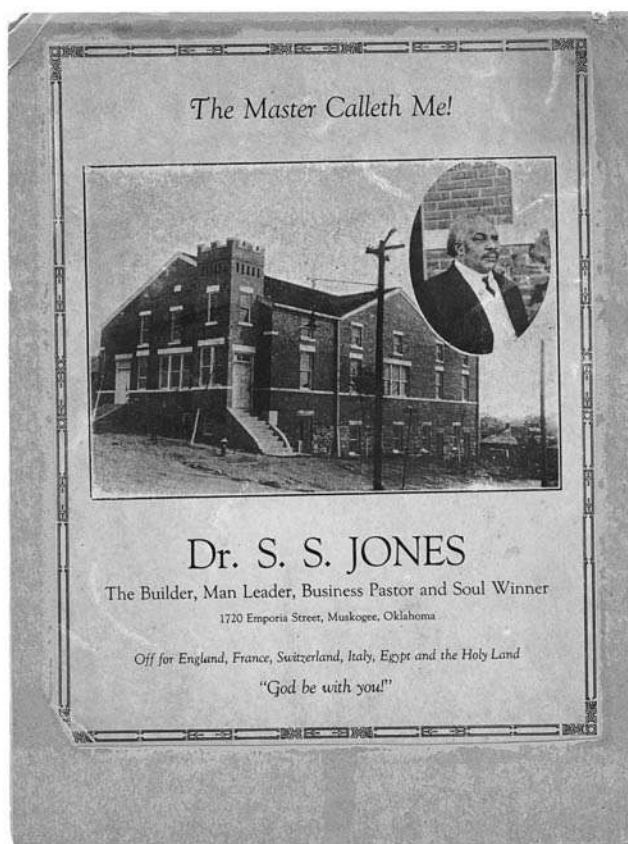 The Master Calleth Me!
Dr. S. S. JONES
The Builder, Man Leader, Business Pastor and Soul Winner
1720 Emporia Street, Muskogee, Oklahoma
Off for England, France, Switzerland, Italy, Egypt and the Holy Land
"God be with you!"